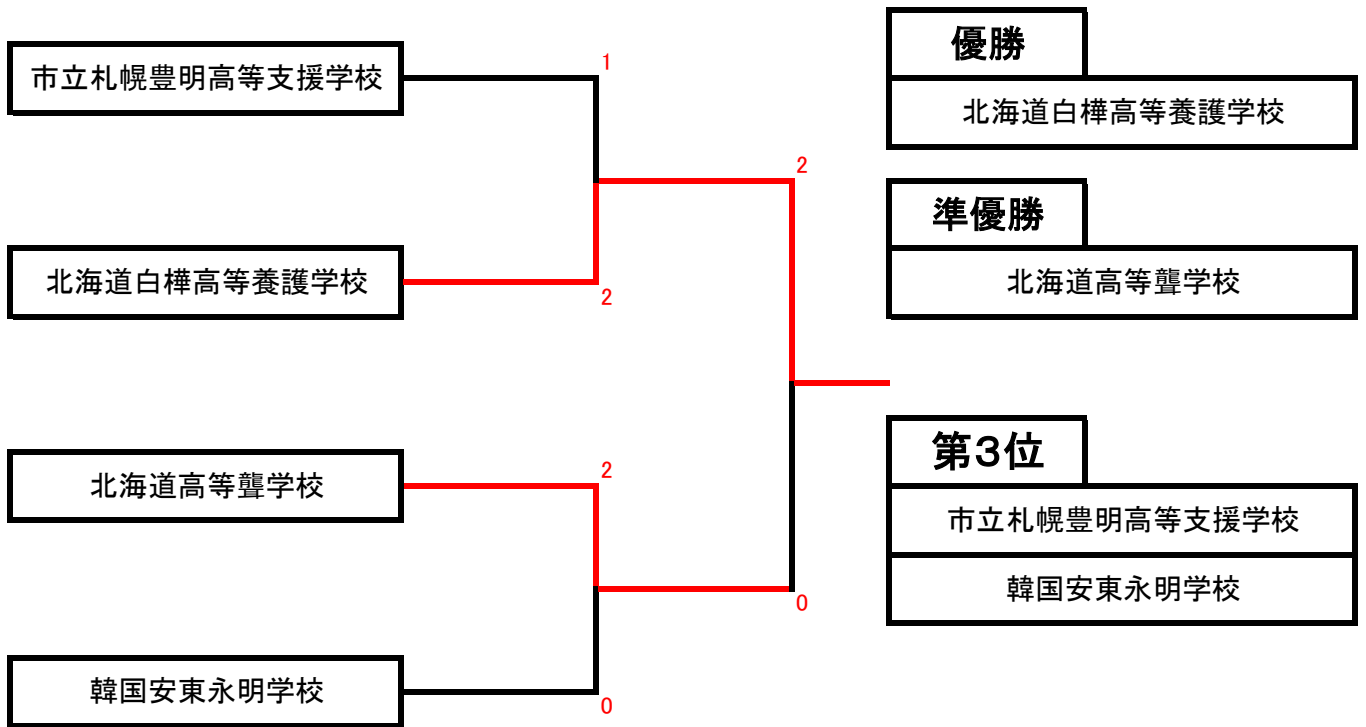 市立札幌豊明高等支援学校
1
北海道白樺高等養護学校
2
2
北海道高等聾学校
2
0
韓国安東永明学校
0
優勝
北海道白樺高等養護学校
準優勝
北海道高等聾学校
第3位
市立札幌豊明高等支援学校
韓国安東永明学校